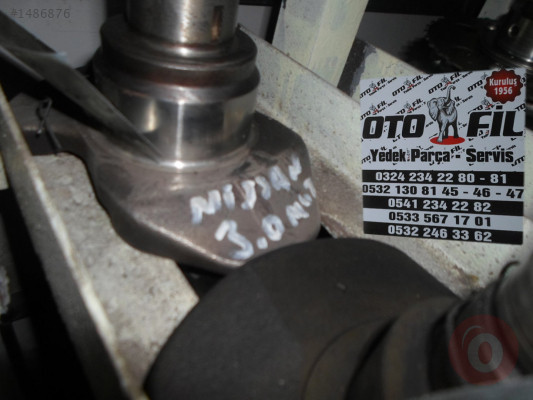 #1486876
Kuruluş
1956
OTO FİL
Yedek Parça - Servis
0324 234 22 80 - 81
0532 130 81 45 - 46 - 47
0541 234 22 82
0533 567 17 01
0532 246 33 62
NISSAN
3.0